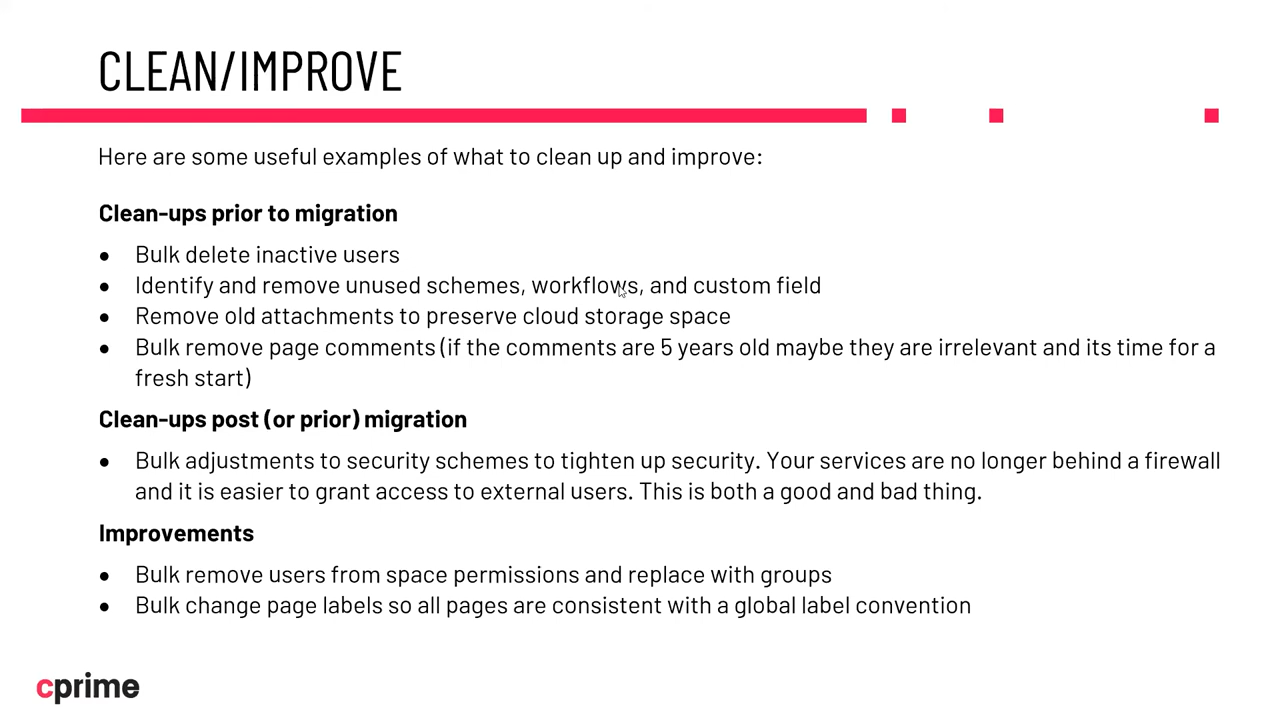 CLEAN/IMPROVE
Here are some useful examples of what to clean up and improve:
Clean-ups prior to migration
● Bulk delete inactive users
● Identify and remove unused schemes, workflows, and custom field
● Remove old attachments to preserve cloud storage space
● Bulk remove page comments (if the comments are 5 years old maybe they are irrelevant and its time for a
fresh start)
Clean-ups post (or prior) migration
● Bulk adjustments to security schemes to tighten up security. Your services are no longer behind a firewall
and it is easier to grant access to external users. This is both a good and bad thing.
Improvements
● Bulk remove users from space permissions and replace with groups
● Bulk change page labels so all pages are consistent with a global label convention
cprime